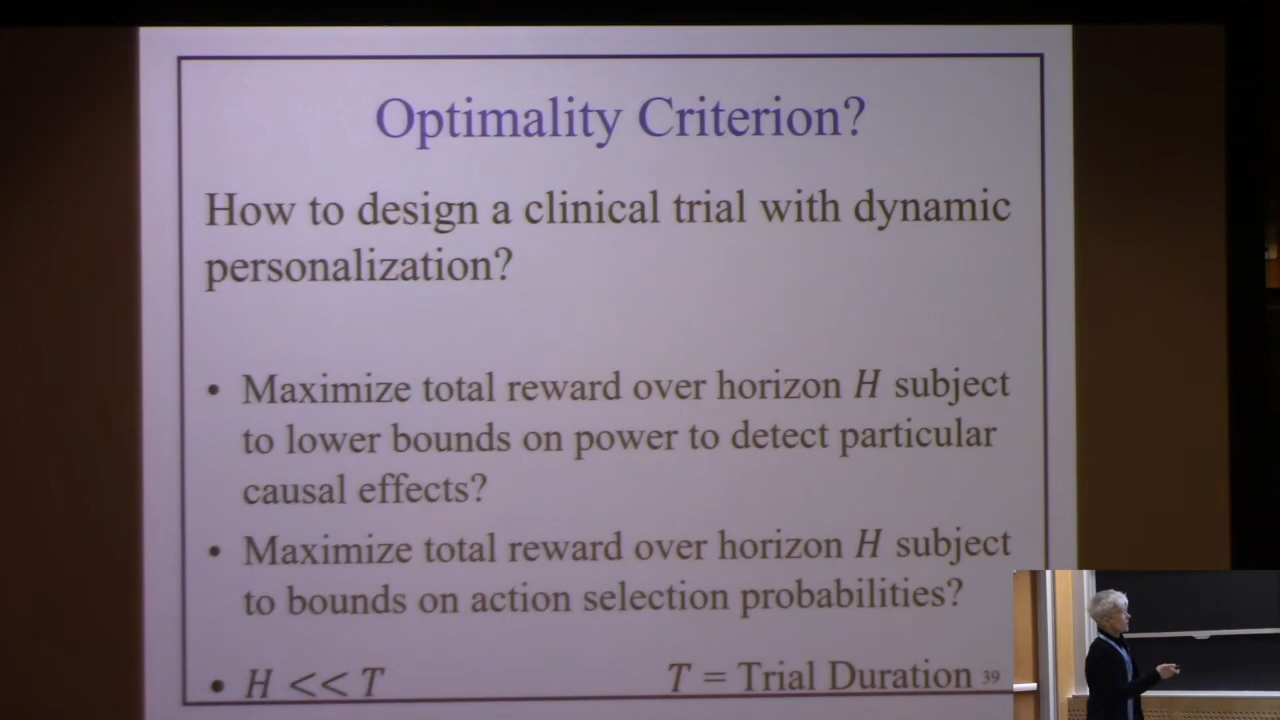 Optimality Criterion?
How to design a clinical trial with dynamic
personalization?
• Maximize total reward over horizon H subject
to lower bounds on power to detect particular
causal effects?
• Maximize total reward over horizon H subject
to bounds on action selection probabilities?
• H << T T = Trial Duration 39